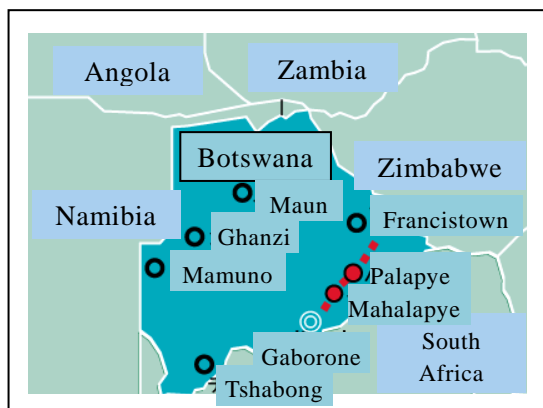 Angola
Zambia
Botswana
Zimbabwe
Namibia
Maun
Francistown
Ghanzi
Mamuno
Palapye
Mahalapye
Gaborone
South
Africa
Tshabong